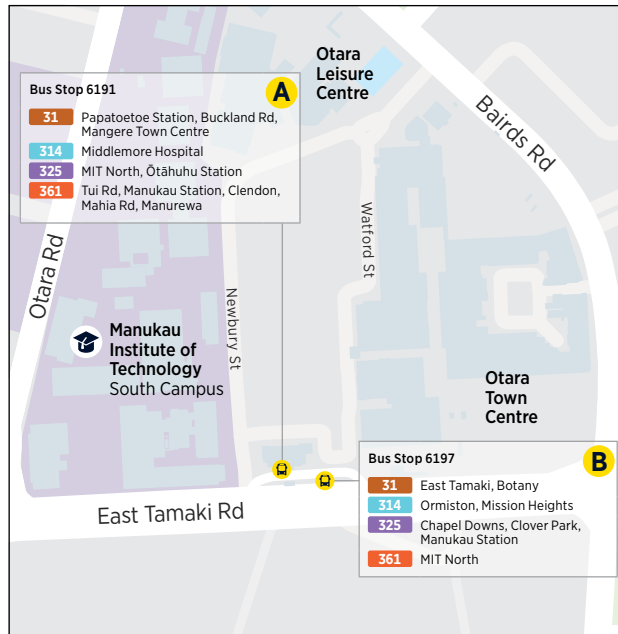 Otara
Leisure
Centre
Bairds Rd
Bus Stop 6191
A
31 Papatoetoe Station, Buckland Rd,
Mangere Town Centre
314 Middlemore Hospital
325 MIT North, Ōtāhuhu Station
361 Tui Rd, Manukau Station, Clendon,
Mahia Rd, Manurewa
Otara Rd
Watford St
Newbury St
Manukau
Institute of
Technology
South Campus
Otara
Town
Centre
East Tamaki Rd
Bus Stop 6197
B
31 East Tamaki, Botany
314 Ormiston, Mission Heights
325 Chapel Downs, Clover Park,
Manukau Station
361 MIT North